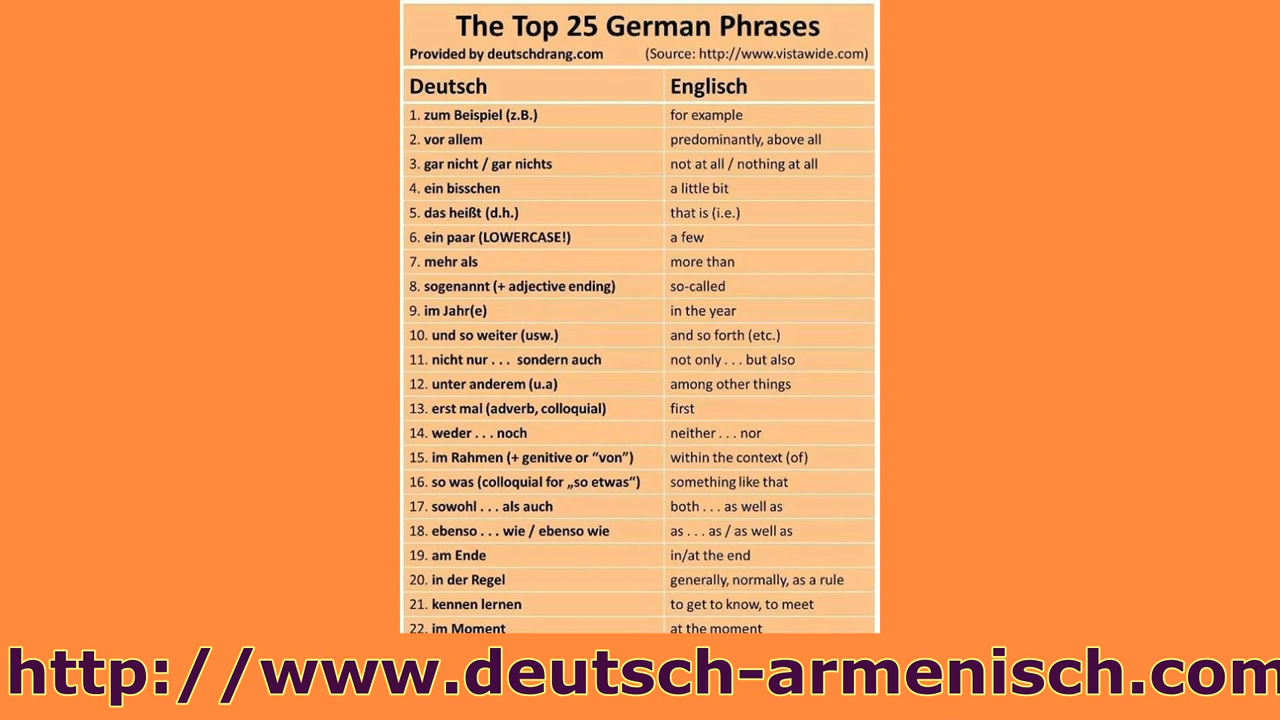 The Top 25 German Phrases
Provided by deutschdrang.com (Source: http://www.vistawide.com)
Deutsch Englisch
1. zum Beispiel (z.B.) for example
2. vor allem predominantly, above all
3. gar nicht / gar nichts not at all / nothing at all
4. ein bisschen a little bit
5. das heißt (d.h.) that is (i.e.)
6. ein paar (LOWERCASE!) a few
7. mehr als more than
8. sogenannt (+ adjective ending) so-called
9. im Jahr(e) in the year
10. und so weiter (usw.) and so forth (etc.)
11. nicht nur . . . sondern auch not only . . . but also
12. unter anderem (u.a) among other things
13. erst mal (adverb, colloquial) first
14. weder . . . noch neither . . . nor
15. im Rahmen (+ genitive or “von”) within the context (of)
16. so was (colloquial for „so etwas“) something like that
17. sowohl . . . als auch both . . . as well as
18. ebenso . . . wie / ebenso wie as . . . as / as well as
19. am Ende in/at the end
20. in der Regel generally, normally, as a rule
21. kennen lernen to get to know, to meet
22. im Moment at the moment
http://www.deutsch-armenisch.com